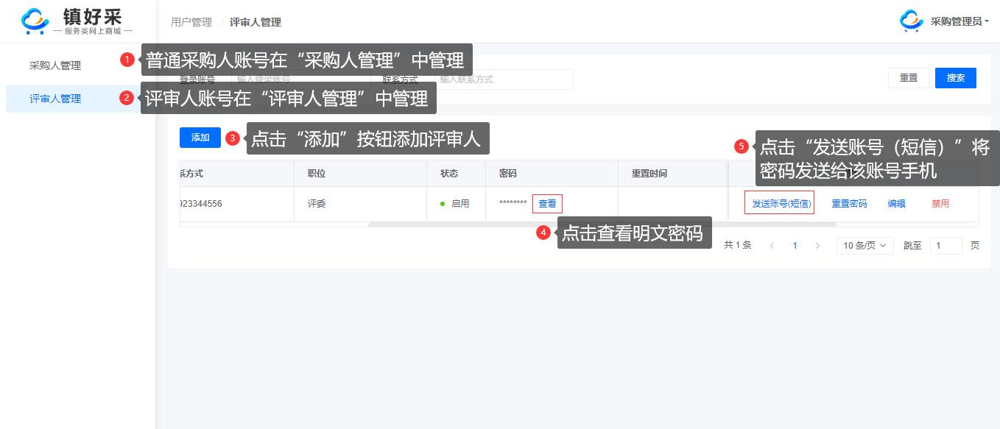 镇好采
服务类网上商城
用户管理 / 评审人管理
采购管理员
采购人管理
评审人管理
1 普通采购人账号在“采购人管理”中管理
登录账号 输入登录账号 联系方式 输入联系方式
重置 搜索
2 评审人账号在“评审人管理”中管理
添加
3 点击“添加”按钮添加评审人
5 点击“发送账号（短信）”将
密码发送给该账号手机
系方式 职位 状态 密码 重置时间
923344556 评委 启用 ******** 查看 发送账号(短信) 重置密码 编辑 禁用
4 点击查看明文密码
共 1 条 < 1 > 10 条/页 跳至 1 页